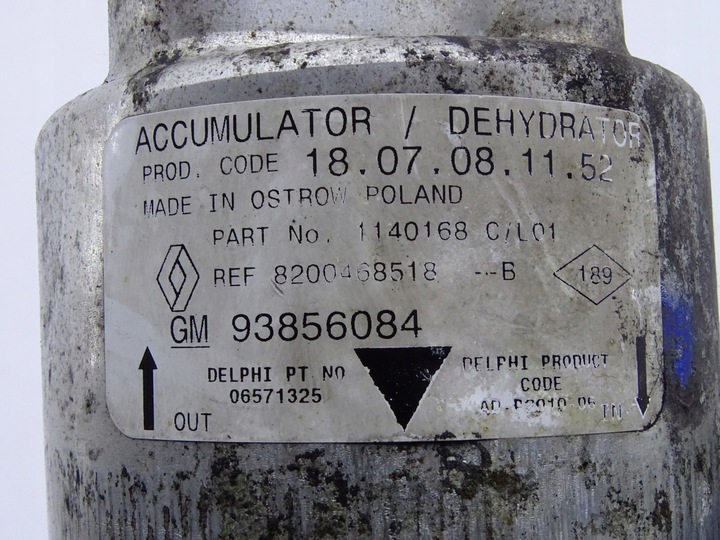 ACCUMULATOR / DEHYDRATOR
PROD. CODE 18.07.08.11.52
MADE IN OSTROW POLAND
PART No. 1140168 C/L01
REF 8200468518 --B 189
GM 93856084
DELPHI PT NO
06571325
DELPHI PRODUCT
CODE
OUT
IN